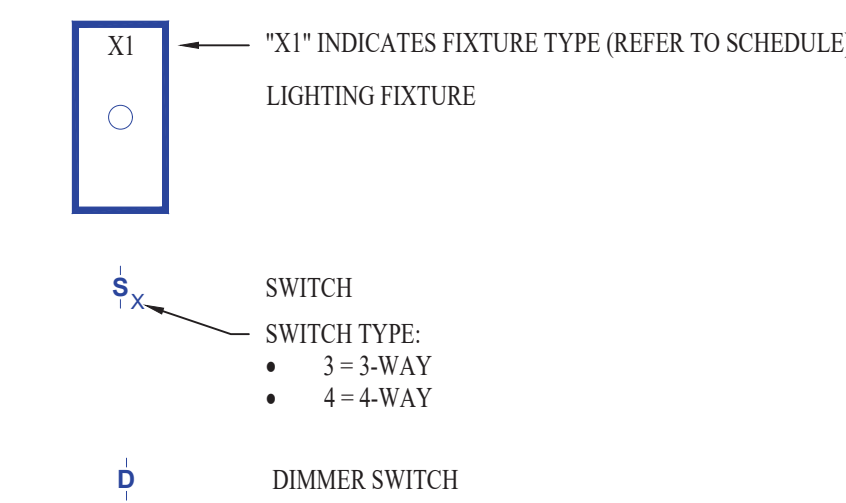 X1 "X1" INDICATES FIXTURE TYPE (REFER TO SCHEDULE)
LIGHTING FIXTURE
SX SWITCH
SWITCH TYPE:
• 3 = 3-WAY
• 4 = 4-WAY
D DIMMER SWITCH